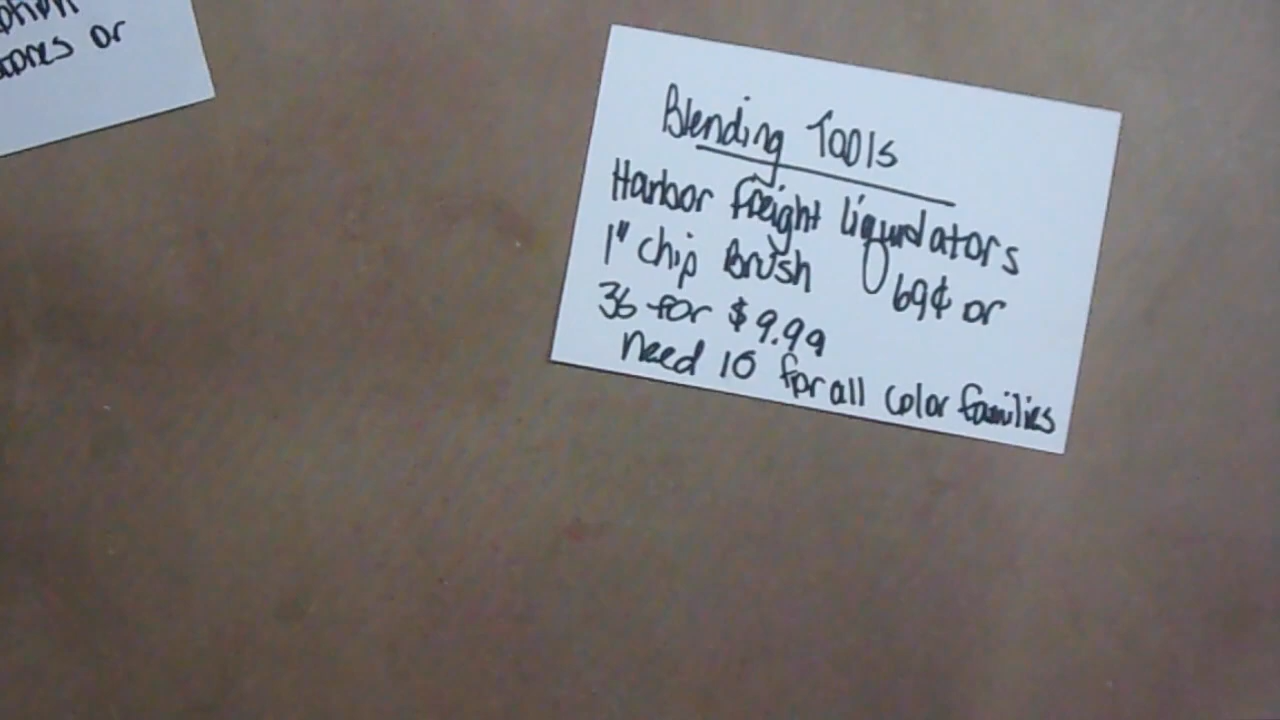 or
Blending Tools
Harbor freight liquidators
1" chip Brush 69¢ or
36 for $9.99
need 10 for all color families